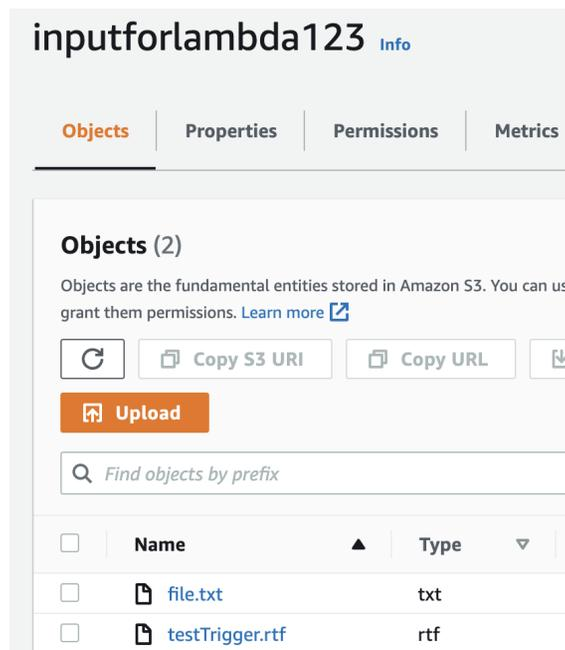 inputforlambda123 Info
Objects Properties Permissions Metrics
Objects (2)
Objects are the fundamental entities stored in Amazon S3. You can us
grant them permissions. Learn more
Copy S3 URI Copy URL
Upload
Find objects by prefix
Name Type
file.txt txt
testTrigger.rtf rtf